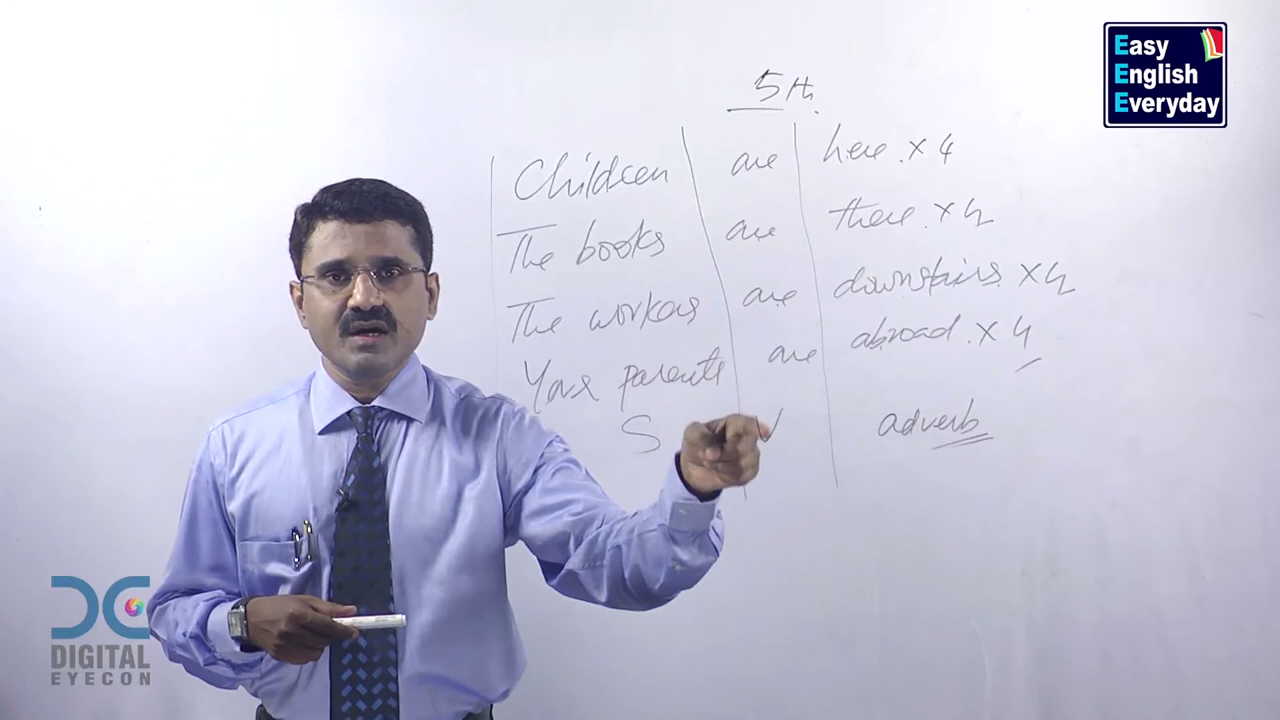 Easy
English
Everyday
5th.
Children are here. x 4
The books are there. x 4
The workers are downstairs. x 4
Your parents are abroad. x 4
S V adverb
DIGITAL
EYECON